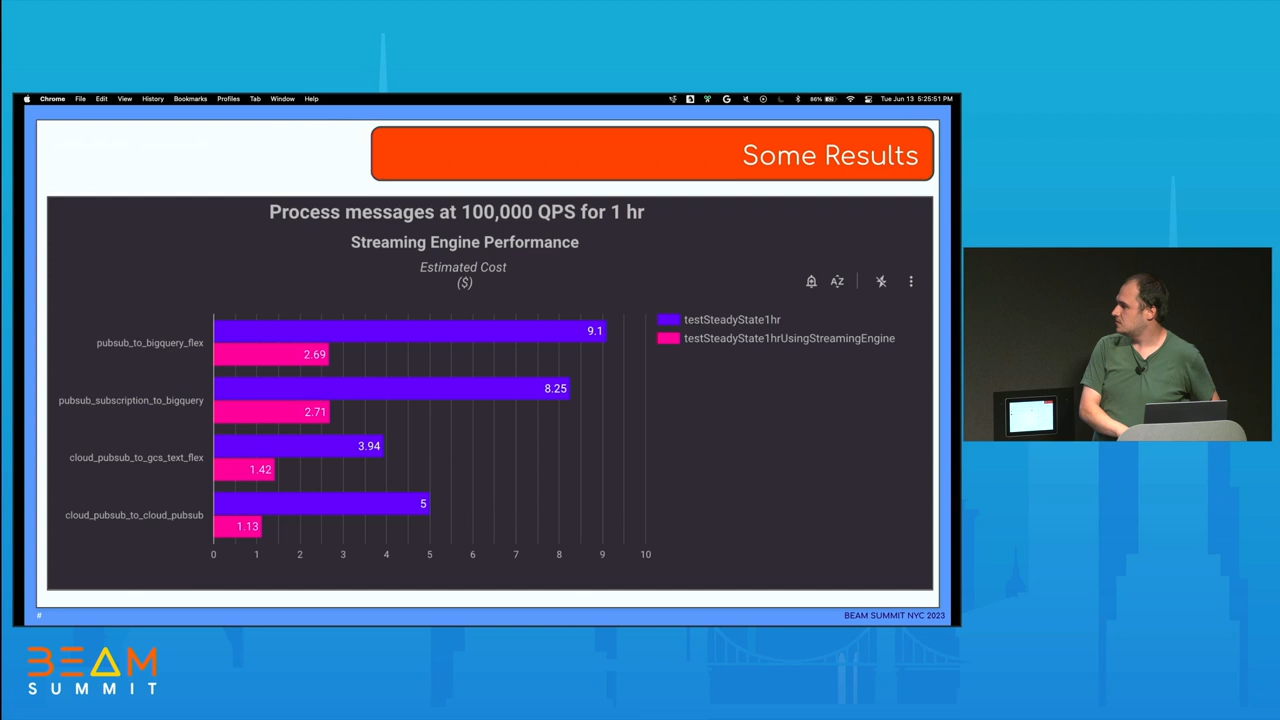 Chrome File Edit View History Bookmarks Profiles Tab Window Help
86% Tue Jun 13 5:25:51 PM
Some Results
Process messages at 100,000 QPS for 1 hr
Streaming Engine Performance
Estimated Cost
($)
testSteadyState1hr
testSteadyState1hrUsingStreamingEngine
pubsub_to_bigquery_flex
9.1
2.69
pubsub_subscription_to_bigquery
8.25
2.71
cloud_pubsub_to_gcs_text_flex
3.94
1.42
cloud_pubsub_to_cloud_pubsub
5
1.13
0 1 2 3 4 5 6 7 8 9 10
#
BEAM SUMMIT NYC 2023
BEAM
SUMMIT